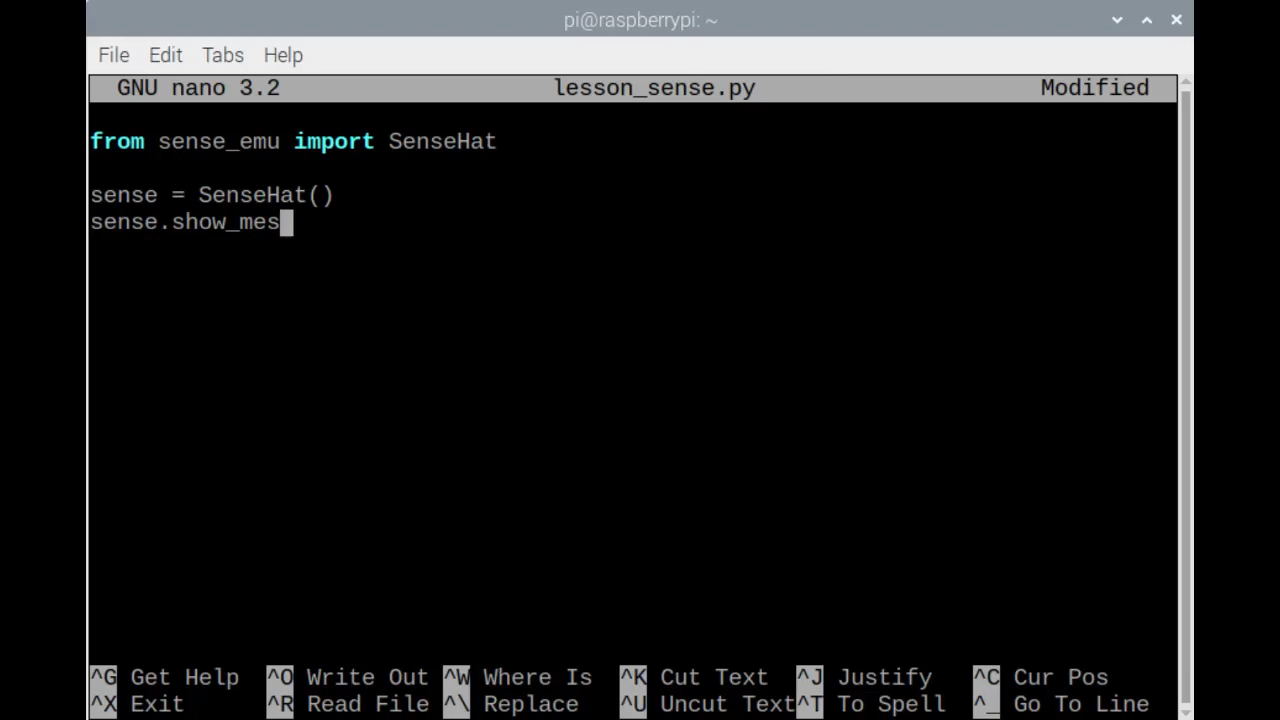 pi@raspberrypi: ~
File Edit Tabs Help
GNU nano 3.2 lesson_sense.py Modified
from sense_emu import SenseHat
sense = SenseHat()
sense.show_mes
^G Get Help ^O Write Out ^W Where Is ^K Cut Text ^J Justify ^C Cur Pos
^X Exit ^R Read File ^\ Replace ^U Uncut Text ^T To Spell ^_ Go To Line